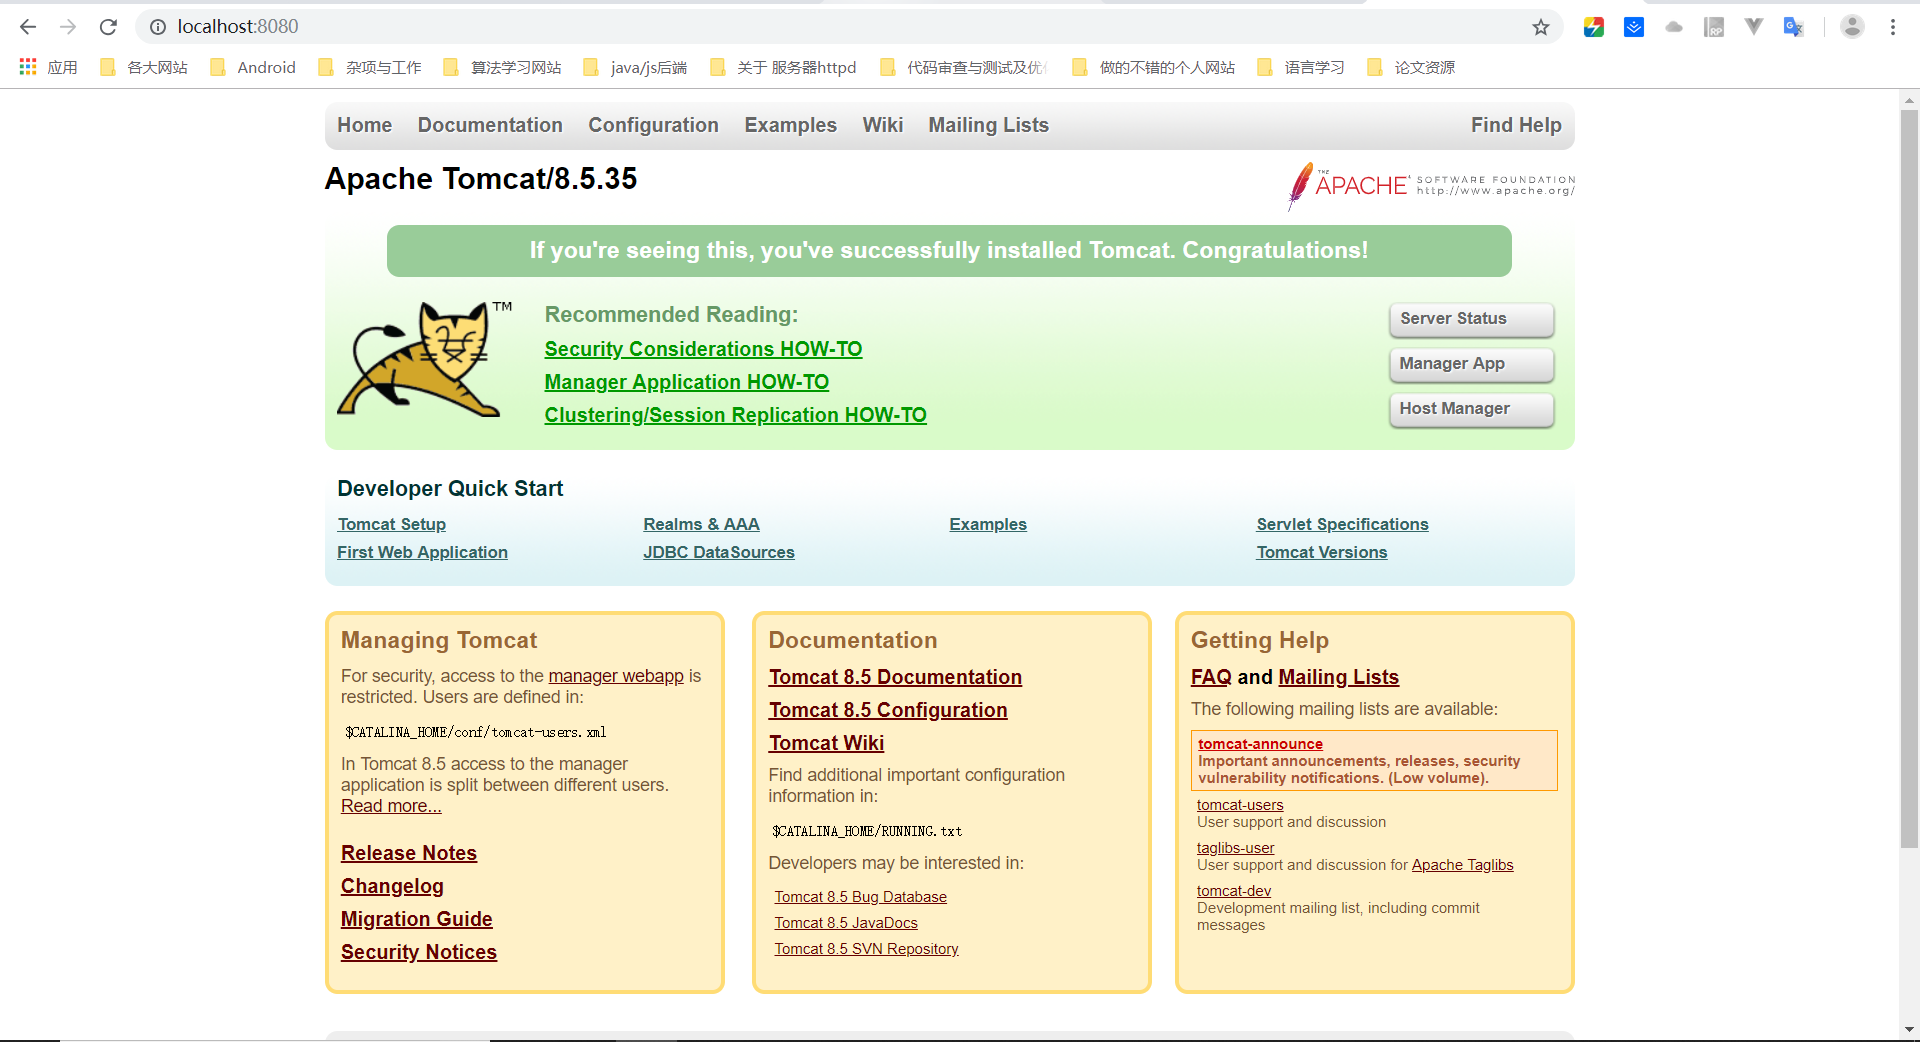 localhost:8080
应用 各大网站 Android 杂项与工作 算法学习网站 java/js后端 关于 服务器httpd 代码审查与测试及优 做的不错的个人网站 语言学习 论文资源
Home Documentation Configuration Examples Wiki Mailing Lists Find Help
Apache Tomcat/8.5.35
THE APACHE SOFTWARE FOUNDATION
http://www.apache.org/
If you're seeing this, you've successfully installed Tomcat. Congratulations!
TM
Recommended Reading:
Security Considerations HOW-TO
Manager Application HOW-TO
Clustering/Session Replication HOW-TO
Server Status
Manager App
Host Manager
Developer Quick Start
Tomcat Setup Realms & AAA Examples Servlet Specifications
First Web Application JDBC DataSources Tomcat Versions
Managing Tomcat
For security, access to the manager webapp is
restricted. Users are defined in:
$CATALINA_HOME/conf/tomcat-users.xml
In Tomcat 8.5 access to the manager
application is split between different users.
Read more...
Release Notes
Changelog
Migration Guide
Security Notices
Documentation
Tomcat 8.5 Documentation
Tomcat 8.5 Configuration
Tomcat Wiki
Find additional important configuration
information in:
$CATALINA_HOME/RUNNING.txt
Developers may be interested in:
Tomcat 8.5 Bug Database
Tomcat 8.5 JavaDocs
Tomcat 8.5 SVN Repository
Getting Help
FAQ and Mailing Lists
The following mailing lists are available:
tomcat-announce
Important announcements, releases, security
vulnerability notifications. (Low volume).
tomcat-users
User support and discussion
taglibs-user
User support and discussion for Apache Taglibs
tomcat-dev
Development mailing list, including commit
messages